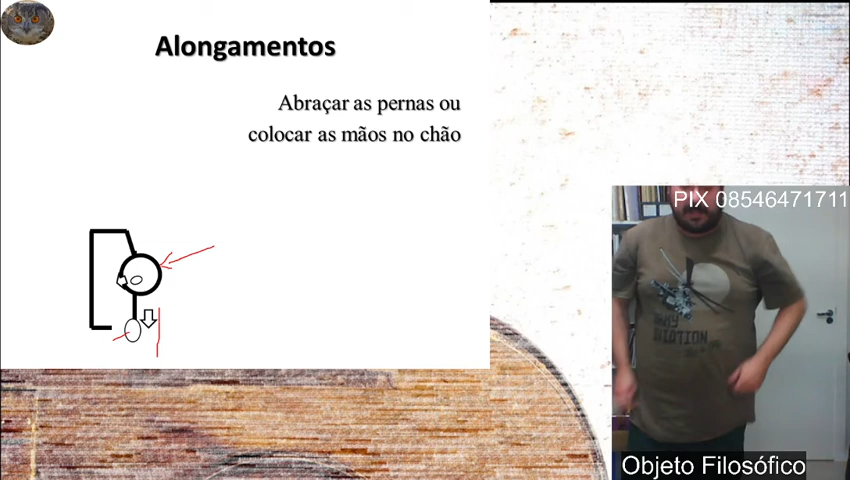 Alongamentos
Abraçar as pernas ou
colocar as mãos no chão
PIX 08546471711
Objeto Filosófico